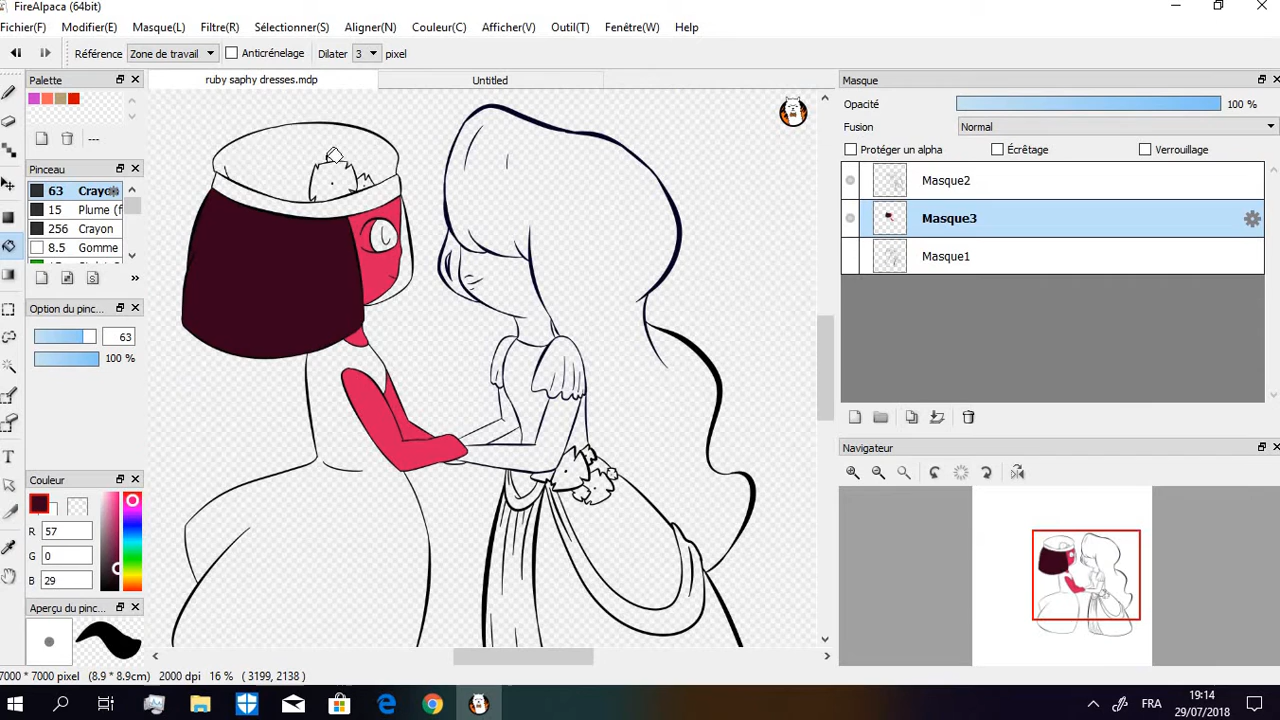 FireAlpaca (64bit)
Fichier(F) Modifier(E) Masque(L) Filtre(R) Sélectionner(S) Aligner(N) Couleur(C) Afficher(V) Outil(T) Fenêtre(W) Help
Référence Zone de travail Anticrénelage Dilater 3 pixel
Palette
ruby saphy dresses.mdp Untitled
---
Pinceau
63 Crayon
15 Plume (f
256 Crayon
8.5 Gomme
»
Option du pinc...
63
100 %
Couleur
R 57
G 0
B 29
Aperçu du pinc...
Masque
Opacité 100 %
Fusion Normal
Protéger un alpha Écrêtage Verrouillage
Masque2
Masque3
Masque1
Navigateur
7000 * 7000 pixel (8.9 * 8.9cm) 2000 dpi 16 % ( 3199, 2138 )
FRA
19:14
29/07/2018